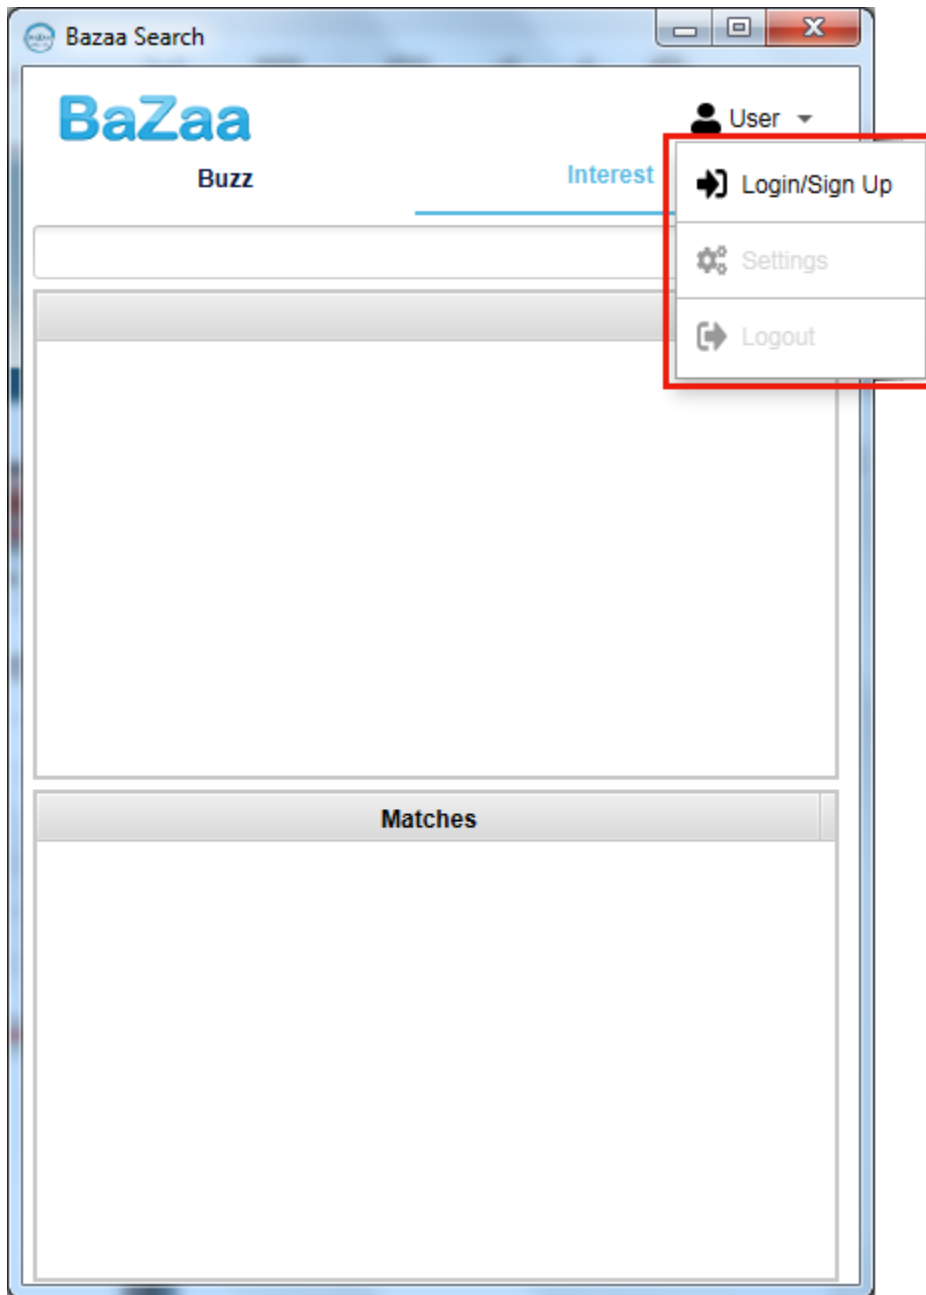 Bazaa Search
BaZaa
User
Buzz
Interest
Login/Sign Up
Settings
Logout
Matches